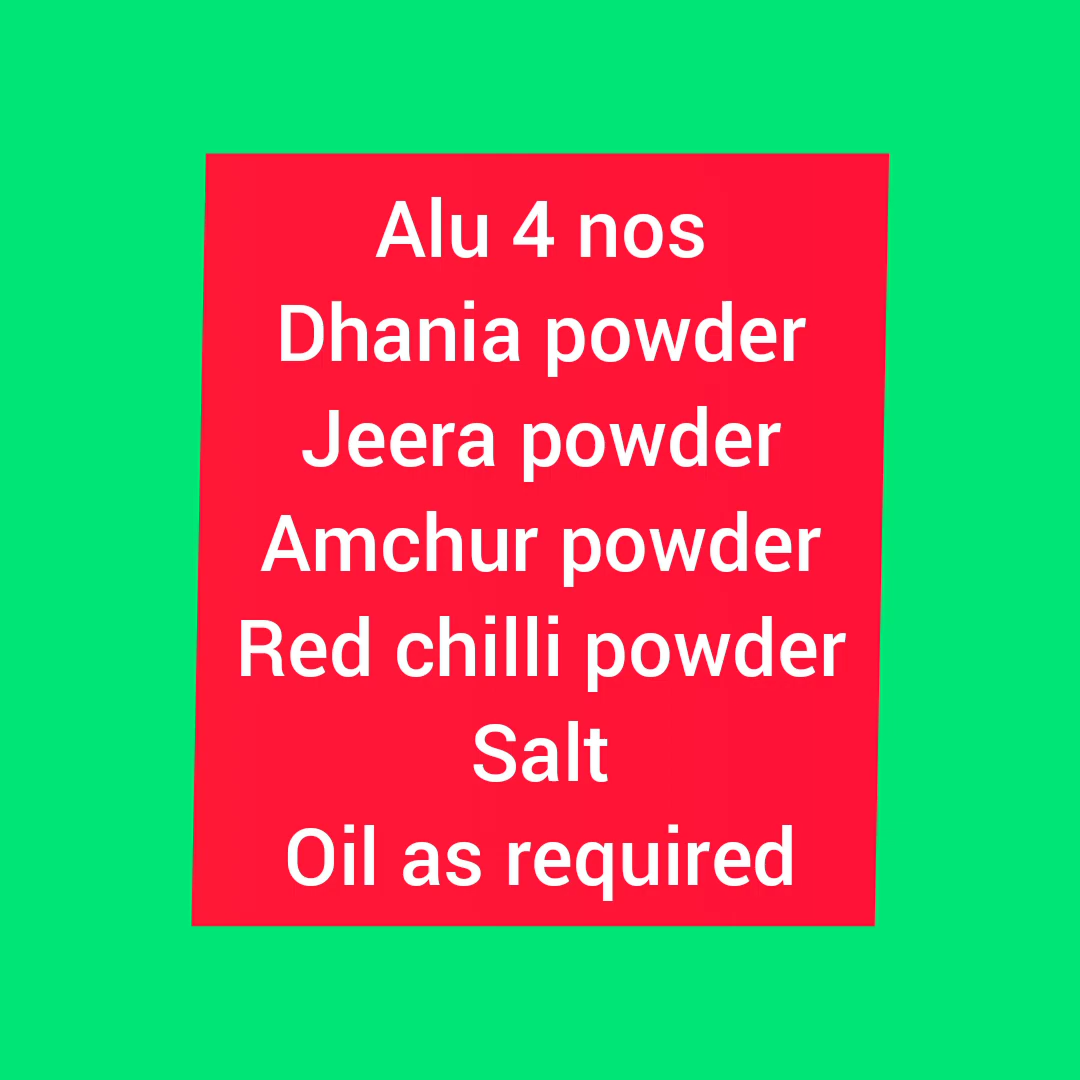 Alu 4 nos
Dhania powder
Jeera powder
Amchur powder
Red chilli powder
Salt
Oil as required